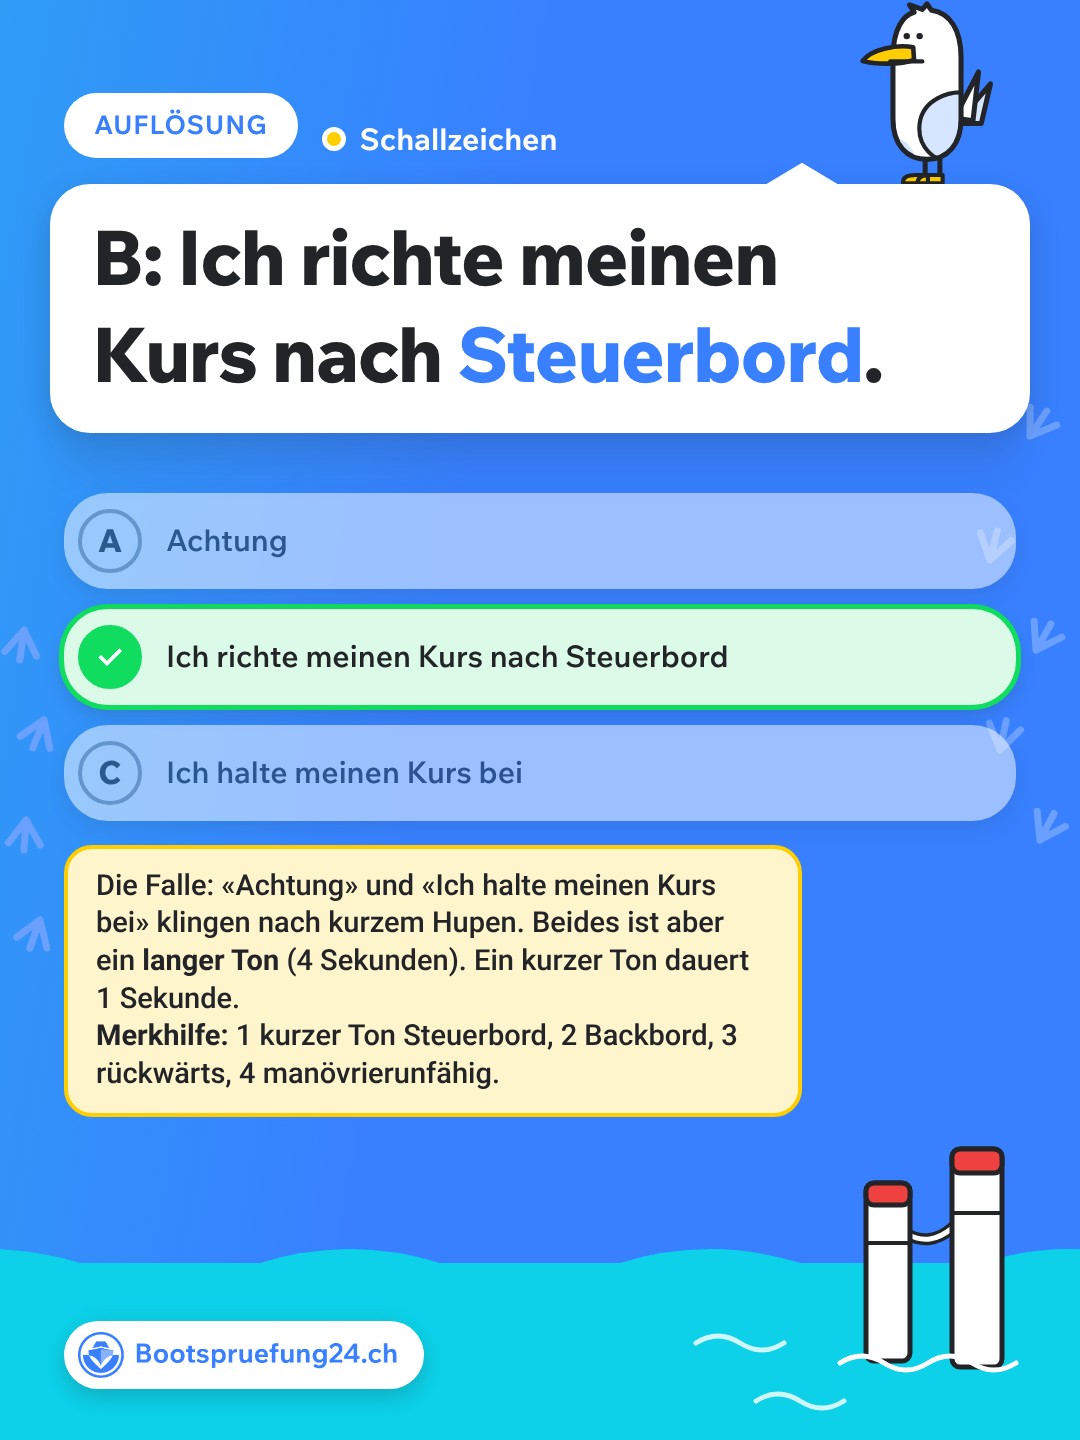 AUFLÖSUNG
Schallzeichen
B: Ich richte meinen
Kurs nach Steuerbord.
A Achtung
Ich richte meinen Kurs nach Steuerbord
C Ich halte meinen Kurs bei
Die Falle: «Achtung» und «Ich halte meinen Kurs
bei» klingen nach kurzem Hupen. Beides ist aber
ein langer Ton (4 Sekunden). Ein kurzer Ton dauert
1 Sekunde.
Merkhilfe: 1 kurzer Ton Steuerbord, 2 Backbord, 3
rückwärts, 4 manövrierunfähig.
Bootspruefung24.ch